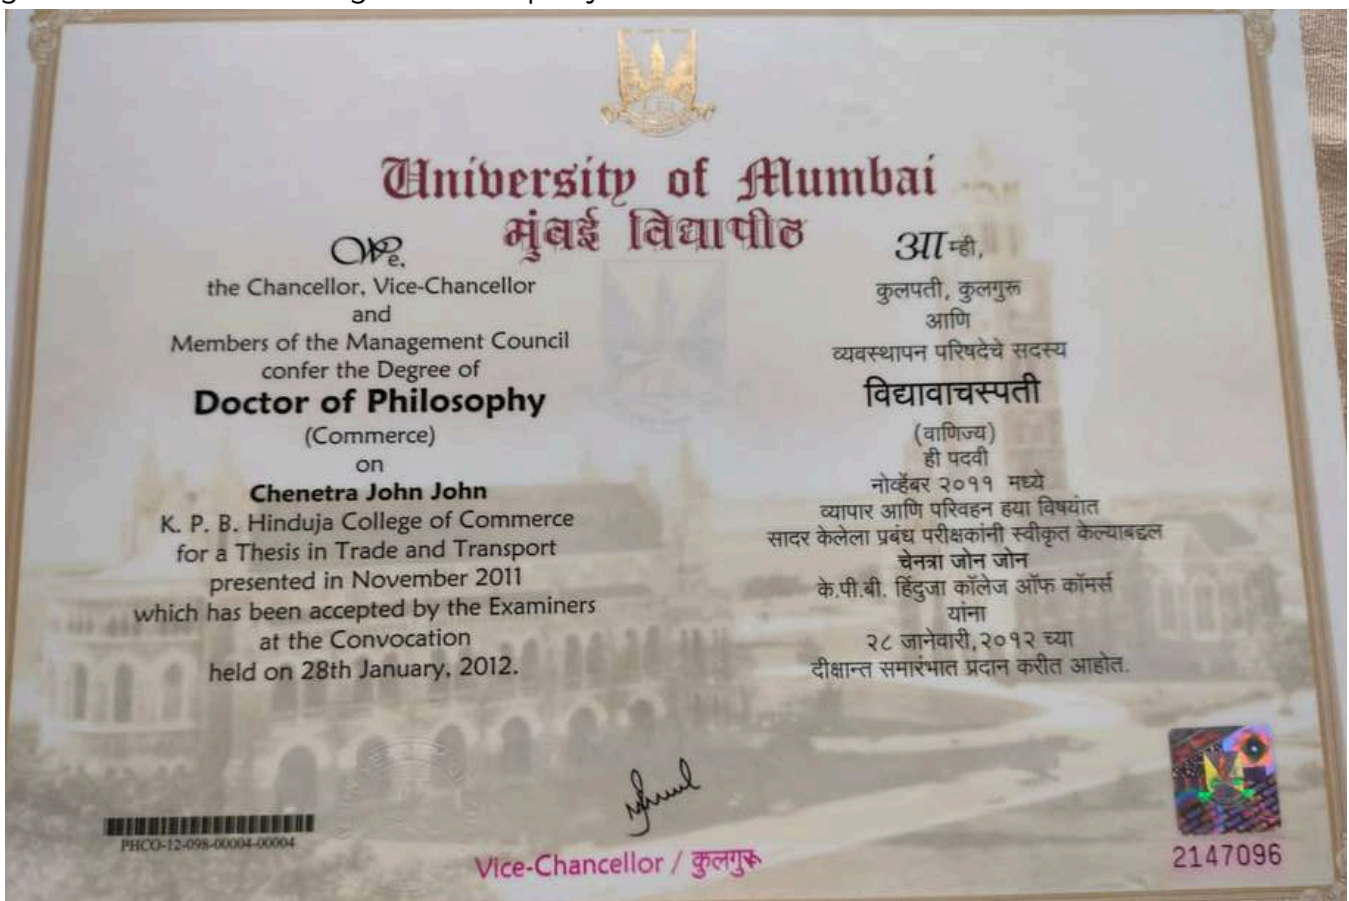 University of Mumbai
मुंबई विद्यापीठ
We,
the Chancellor, Vice-Chancellor
and
Members of the Management Council
confer the Degree of
Doctor of Philosophy
(Commerce)
on
Chenetra John John
K. P. B. Hinduja College of Commerce
for a Thesis in Trade and Transport
presented in November 2011
which has been accepted by the Examiners
at the Convocation
held on 28th January, 2012.
आम्ही,
कुलपती, कुलगुरू
आणि
व्यवस्थापन परिषदेचे सदस्य
विद्यावाचस्पती
(वाणिज्य)
ही पदवी
नोव्हेंबर २०११ मध्ये
व्यापार आणि परिवहन हया विषयांत
सादर केलेला प्रबंध परीक्षकांनी स्वीकृत केल्याबद्दल
चेनत्रा जोन जोन
के.पी.बी. हिंदुजा कॉलेज ऑफ कॉमर्स
यांना
२८ जानेवारी, २०१२ च्या
दीक्षान्त समारंभात प्रदान करीत आहोत.
PHCO-12-098-00004-00004
Vice-Chancellor / कुलगुरू
2147096